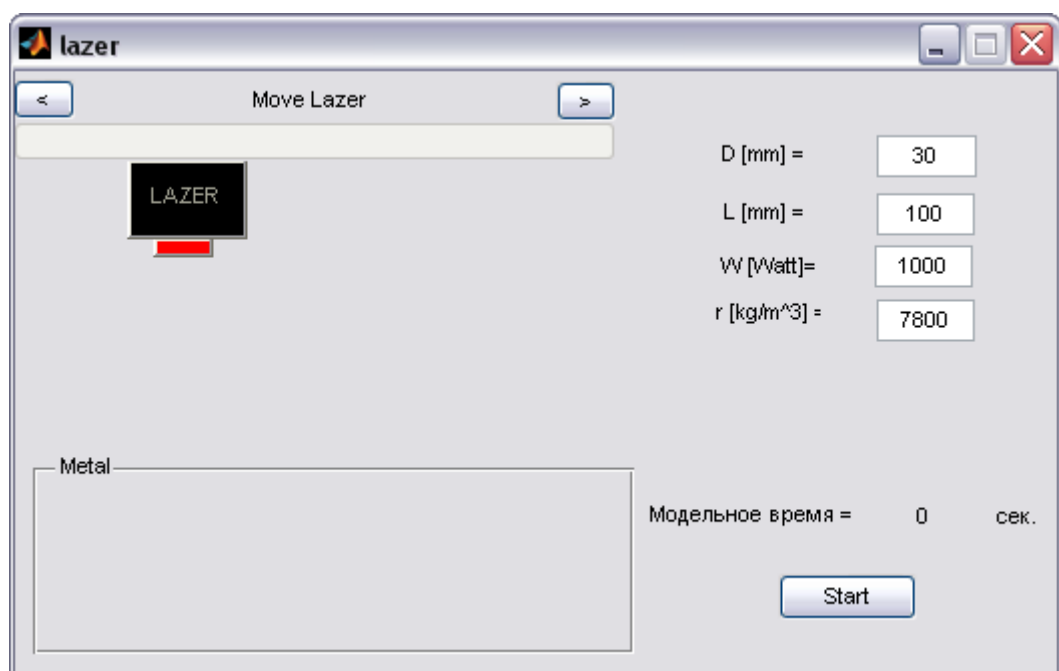 lazer
< Move Lazer >
LAZER
D [mm] = 30
L [mm] = 100
W [Watt]= 1000
r [kg/m^3] = 7800
Metal
Модельное время = 0 сек.
Start